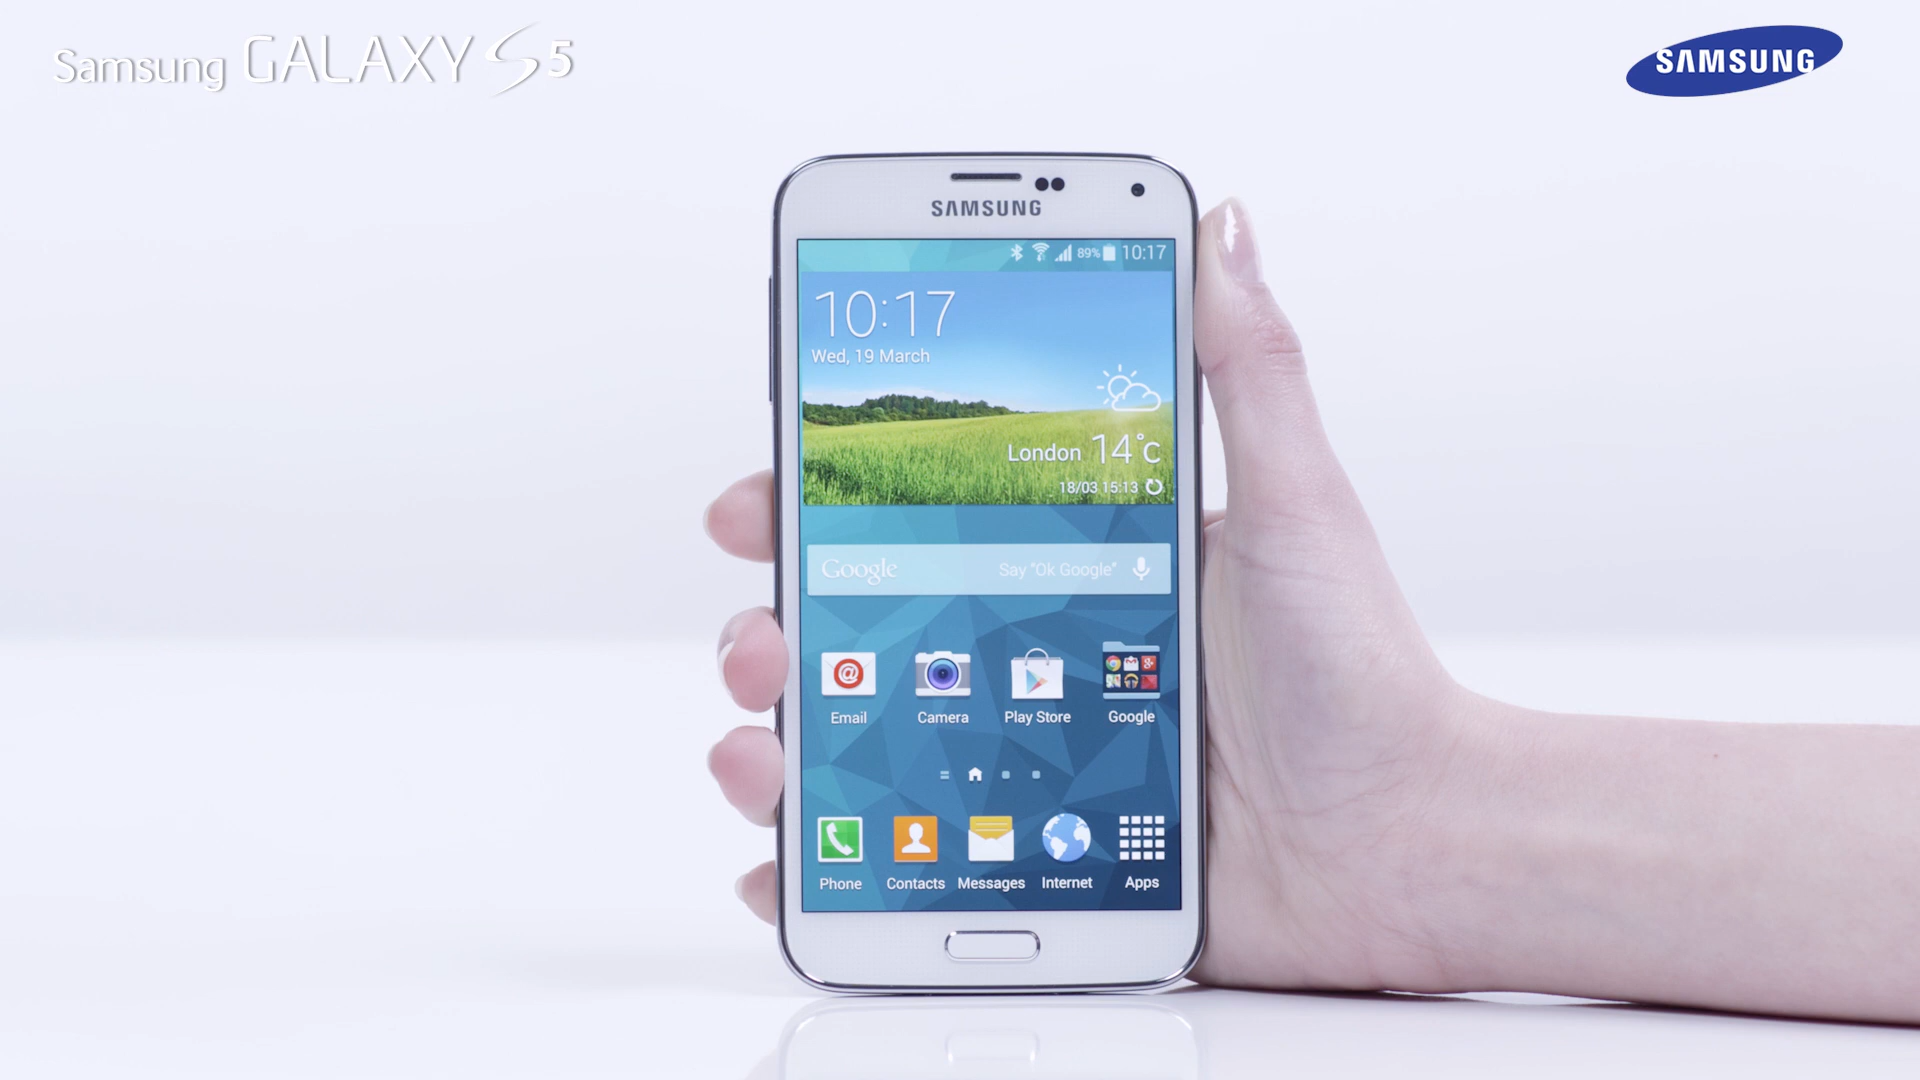 Samsung GALAXY S5
SAMSUNG
SAMSUNG
89% 10:17
10:17
Wed, 19 March
London 14°C
18/03 15:13
Google Say "Ok Google"
Email Camera Play Store Google
Phone Contacts Messages Internet Apps